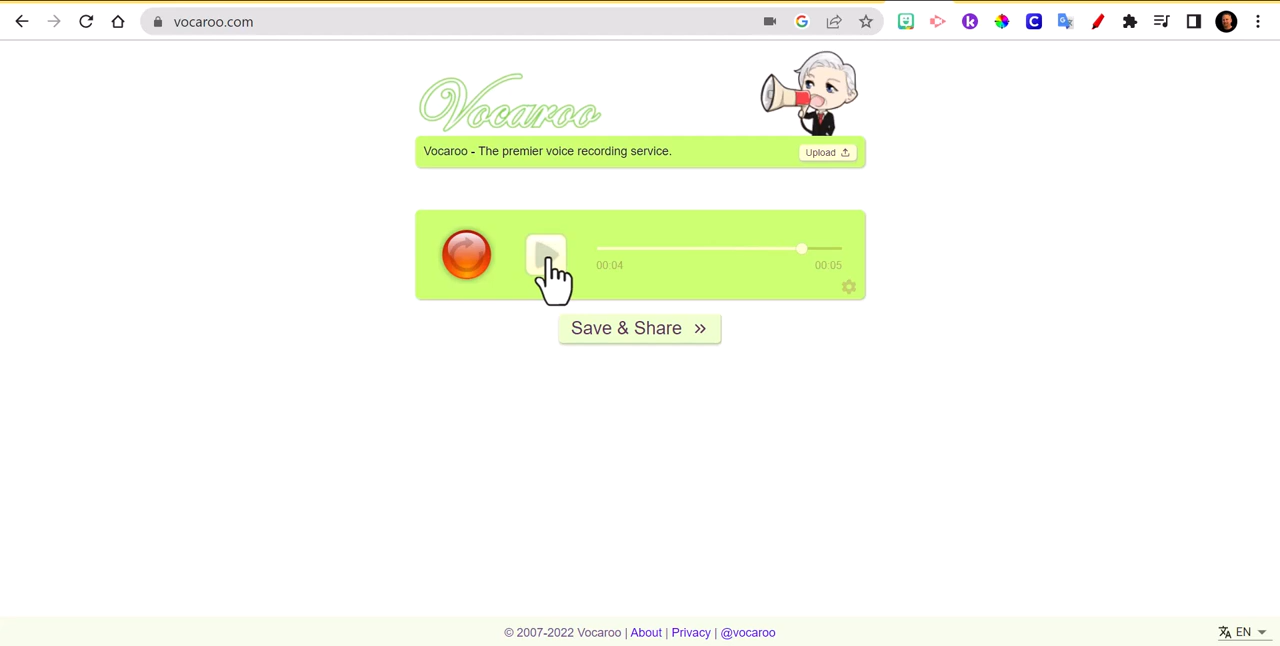 vocaroo.com
Vocaroo
Vocaroo - The premier voice recording service.
Upload
00:04
00:05
Save & Share »
© 2007-2022 Vocaroo | About | Privacy | @vocaroo
EN